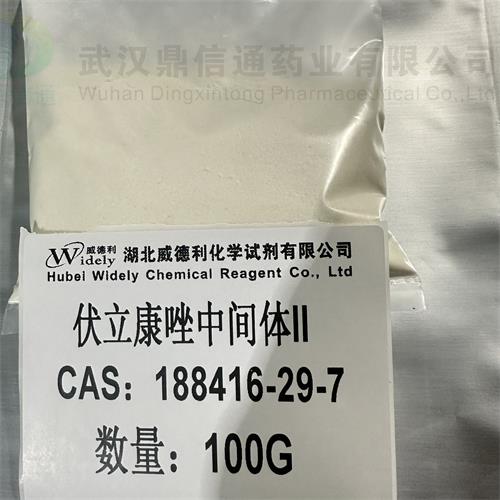 武汉鼎信通药业有限公司
Wuhan Dingxintong Pharmaceutical Co.,Ltd
威德利
Widely
湖北威德利化学试剂有限公司
Hubei Widely Chemical Reagent Co., Ltd
伏立康唑中间体II
CAS：188416-29-7
数量：100G